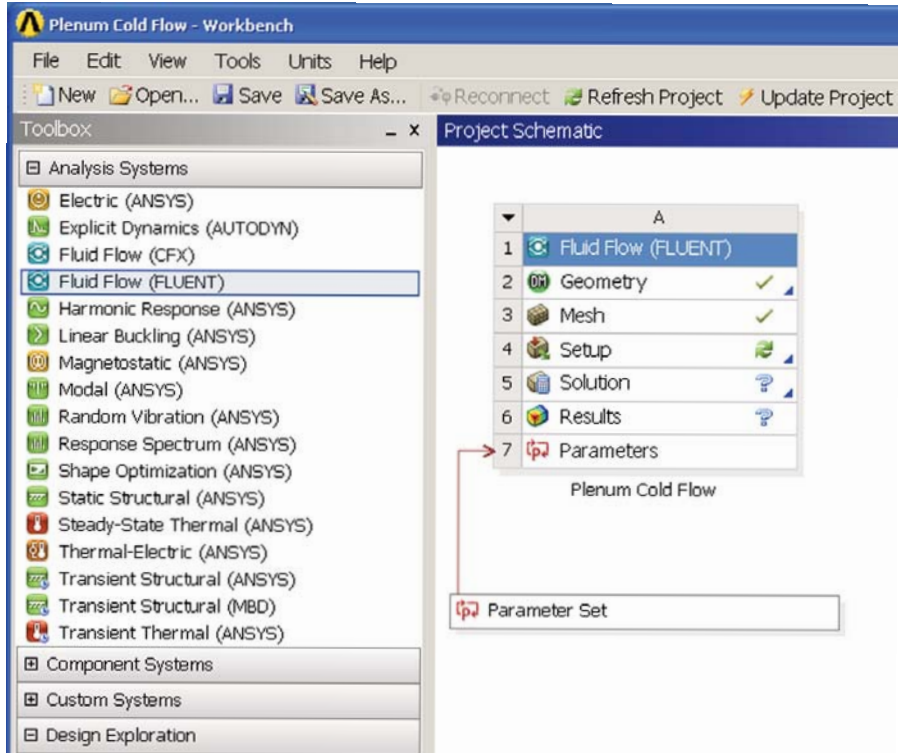 Plenum Cold Flow - Workbench
File Edit View Tools Units Help
New Open... Save Save As... Reconnect Refresh Project Update Project
Toolbox
Analysis Systems
Electric (ANSYS)
Explicit Dynamics (AUTODYN)
Fluid Flow (CFX)
Fluid Flow (FLUENT)
Harmonic Response (ANSYS)
Linear Buckling (ANSYS)
Magnetostatic (ANSYS)
Modal (ANSYS)
Random Vibration (ANSYS)
Response Spectrum (ANSYS)
Shape Optimization (ANSYS)
Static Structural (ANSYS)
Steady-State Thermal (ANSYS)
Thermal-Electric (ANSYS)
Transient Structural (ANSYS)
Transient Structural (MBD)
Transient Thermal (ANSYS)
Component Systems
Custom Systems
Design Exploration
Project Schematic
A
1 Fluid Flow (FLUENT)
2 DM Geometry
3 Mesh
4 Setup
5 Solution
6 Results
7 Parameters
Plenum Cold Flow
Parameter Set